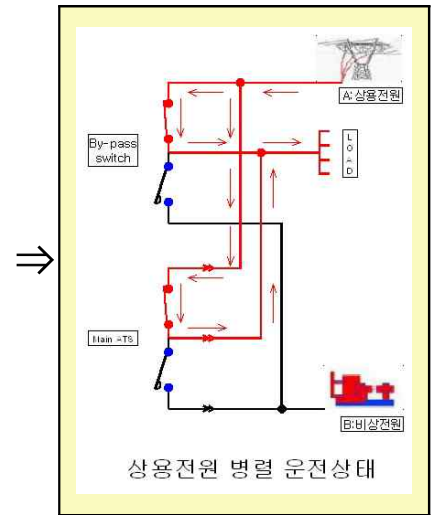 ⇒
A:상용전원
By-pass
switch
L
O
A
D
Main ATS
B:비상전원
상용전원 병렬 운전상태